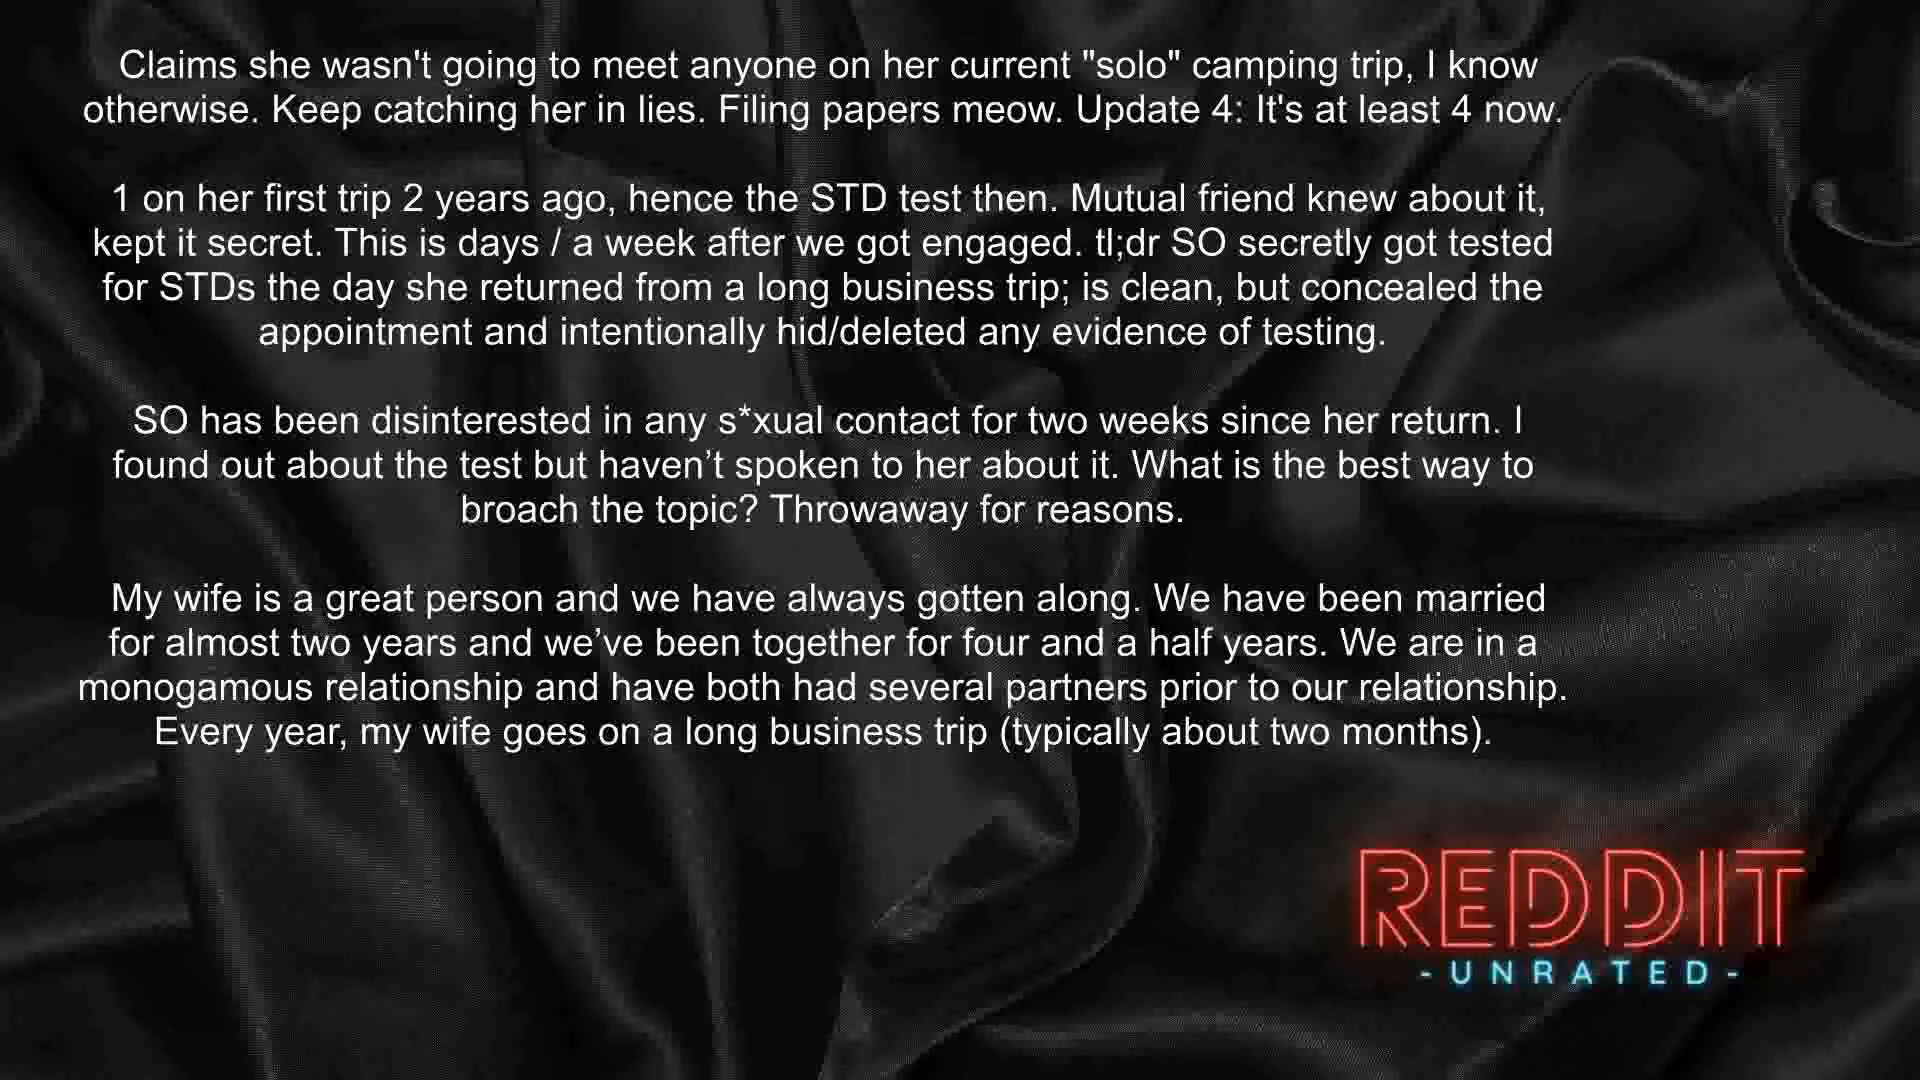 Claims she wasn't going to meet anyone on her current "solo" camping trip, I know
otherwise. Keep catching her in lies. Filing papers meow. Update 4: It's at least 4 now.
1 on her first trip 2 years ago, hence the STD test then. Mutual friend knew about it,
kept it secret. This is days / a week after we got engaged. tl;dr SO secretly got tested
for STDs the day she returned from a long business trip; is clean, but concealed the
appointment and intentionally hid/deleted any evidence of testing.
SO has been disinterested in any s*xual contact for two weeks since her return. I
found out about the test but haven’t spoken to her about it. What is the best way to
broach the topic? Throwaway for reasons.
My wife is a great person and we have always gotten along. We have been married
for almost two years and we’ve been together for four and a half years. We are in a
monogamous relationship and have both had several partners prior to our relationship.
Every year, my wife goes on a long business trip (typically about two months).
REDDIT
- UNRATED -